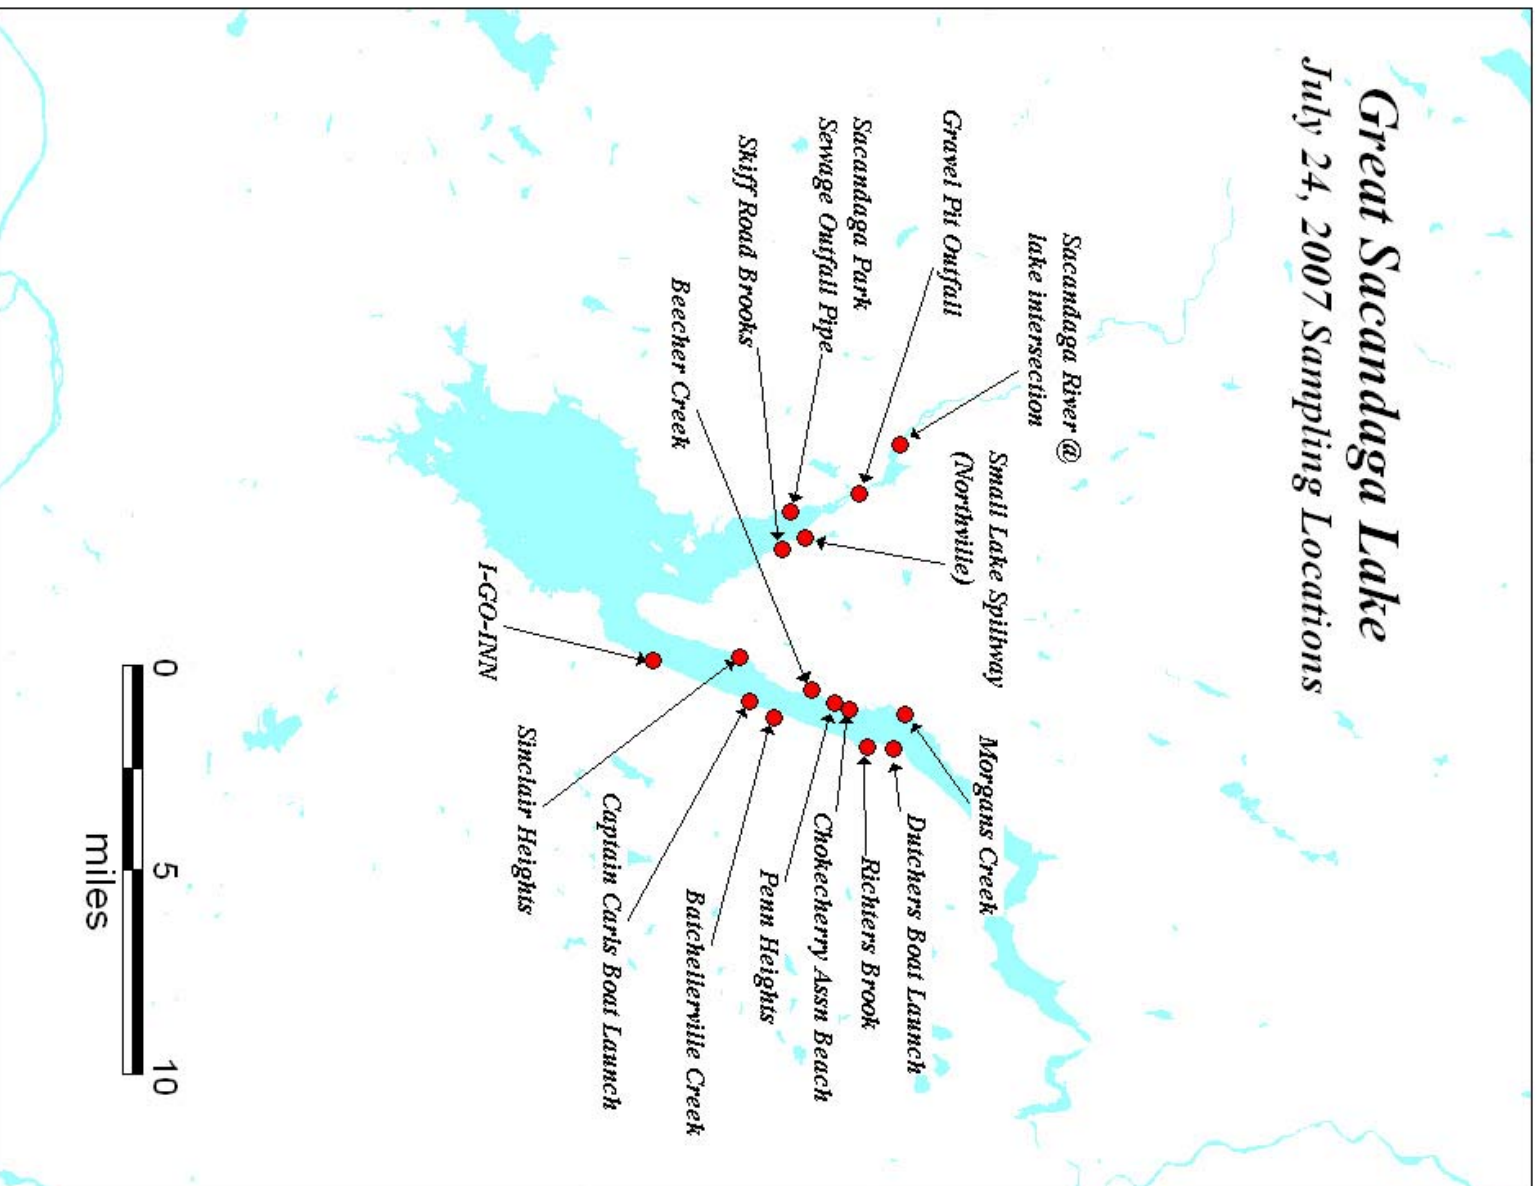 Great Sacandaga Lake
July 24, 2007 Sampling Locations
Sacandaga River @
lake intersection
Gravel Pit Outfall
Sacandaga Park
Sewage Outfall Pipe
Skiff Road Brooks
Beecher Creek
Small Lake Spillway
(Northville)
I-GO-INN
Morgans Creek
Dutchers Boat Launch
Richters Brook
Chokecherry Assn Beach
Penn Heights
Batchellerville Creek
Captain Carls Boat Launch
Sinclair Heights
0 5 10
miles